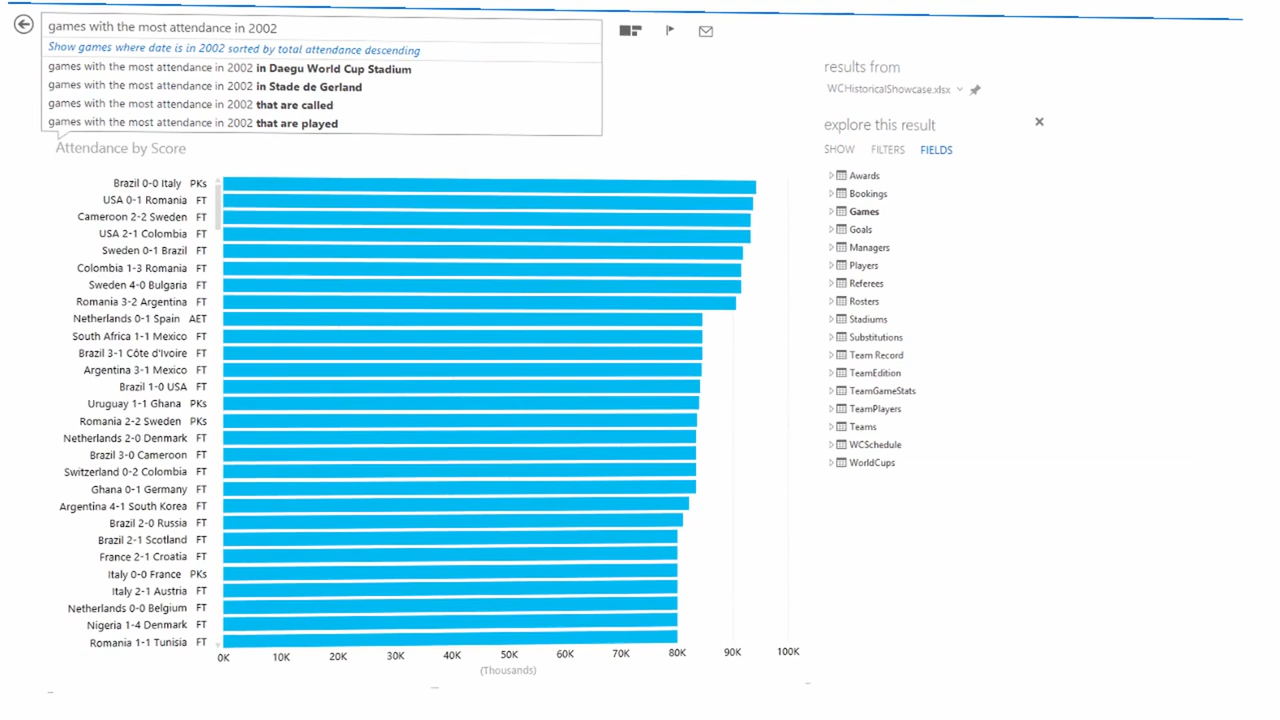 games with the most attendance in 2002
Show games where date is in 2002 sorted by total attendance descending
games with the most attendance in 2002 in Daegu World Cup Stadium
games with the most attendance in 2002 in Stade de Gerland
games with the most attendance in 2002 that are called
games with the most attendance in 2002 that are played
results from
WCHistoricalShowcase.xlsx
explore this result
SHOW FILTERS FIELDS
Awards
Bookings
Games
Goals
Managers
Players
Referees
Rosters
Stadiums
Substitutions
Team Record
TeamEdition
TeamGameStats
TeamPlayers
Teams
WCSchedule
WorldCups
Attendance by Score
Brazil 0-0 Italy PKs
USA 0-1 Romania FT
Cameroon 2-2 Sweden FT
USA 2-1 Colombia FT
Sweden 0-1 Brazil FT
Colombia 1-3 Romania FT
Sweden 4-0 Bulgaria FT
Romania 3-2 Argentina FT
Netherlands 0-1 Spain AET
South Africa 1-1 Mexico FT
Brazil 3-1 Côte d'Ivoire FT
Argentina 3-1 Mexico FT
Brazil 1-0 USA FT
Uruguay 1-1 Ghana PKs
Romania 2-2 Sweden PKs
Netherlands 2-0 Denmark FT
Brazil 3-0 Cameroon FT
Switzerland 0-2 Colombia FT
Ghana 0-1 Germany FT
Argentina 4-1 South Korea FT
Brazil 2-0 Russia FT
Brazil 2-1 Scotland FT
France 2-1 Croatia FT
Italy 0-0 France PKs
Italy 2-1 Austria FT
Netherlands 0-0 Belgium FT
Nigeria 1-4 Denmark FT
Romania 1-1 Tunisia FT
0K 10K 20K 30K 40K 50K 60K 70K 80K 90K 100K
(Thousands)